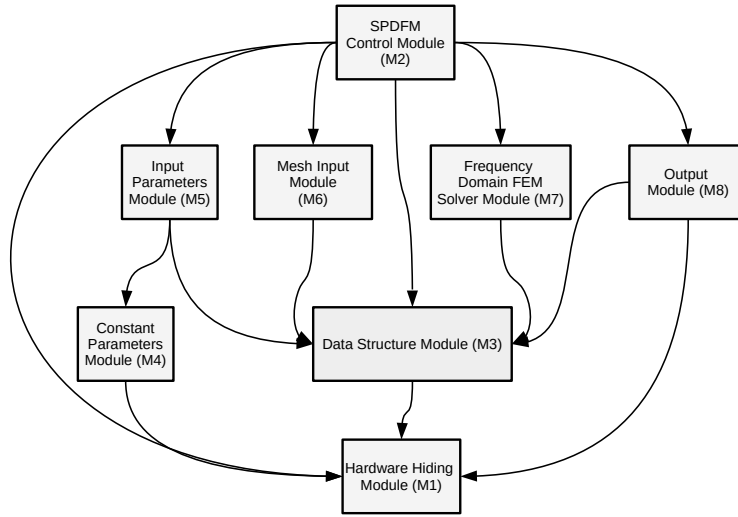 SPDFM
Control Module
(M2)
Input
Parameters
Module (M5)
Mesh Input
Module
(M6)
Frequency
Domain FEM
Solver Module (M7)
Output
Module (M8)
Constant
Parameters
Module (M4)
Data Structure Module (M3)
Hardware Hiding
Module (M1)